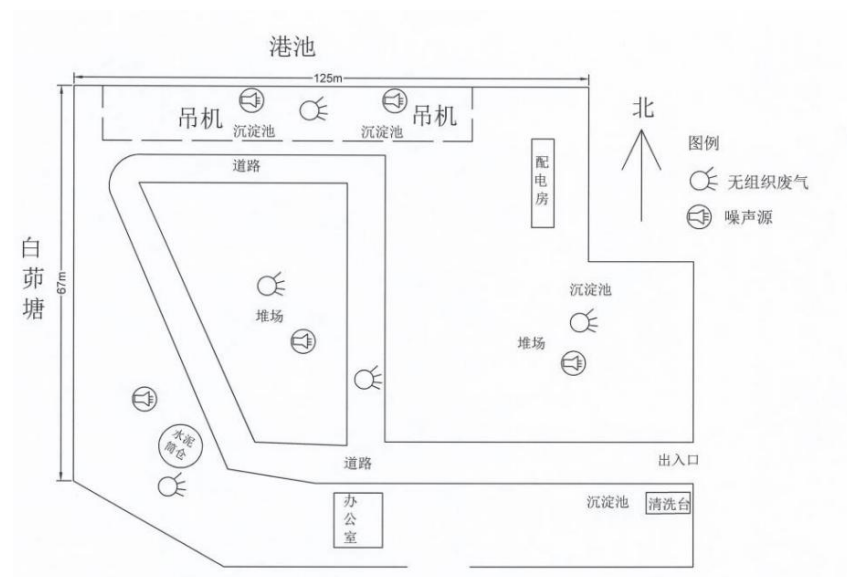 港池
125m
吊机
吊机
沉淀池
沉淀池
北
图例
无组织废气
噪声源
道路
配电房
白茆塘
67m
沉淀池
堆场
堆场
水泥
筒仓
道路
出入口
办公室
沉淀池
清洗台